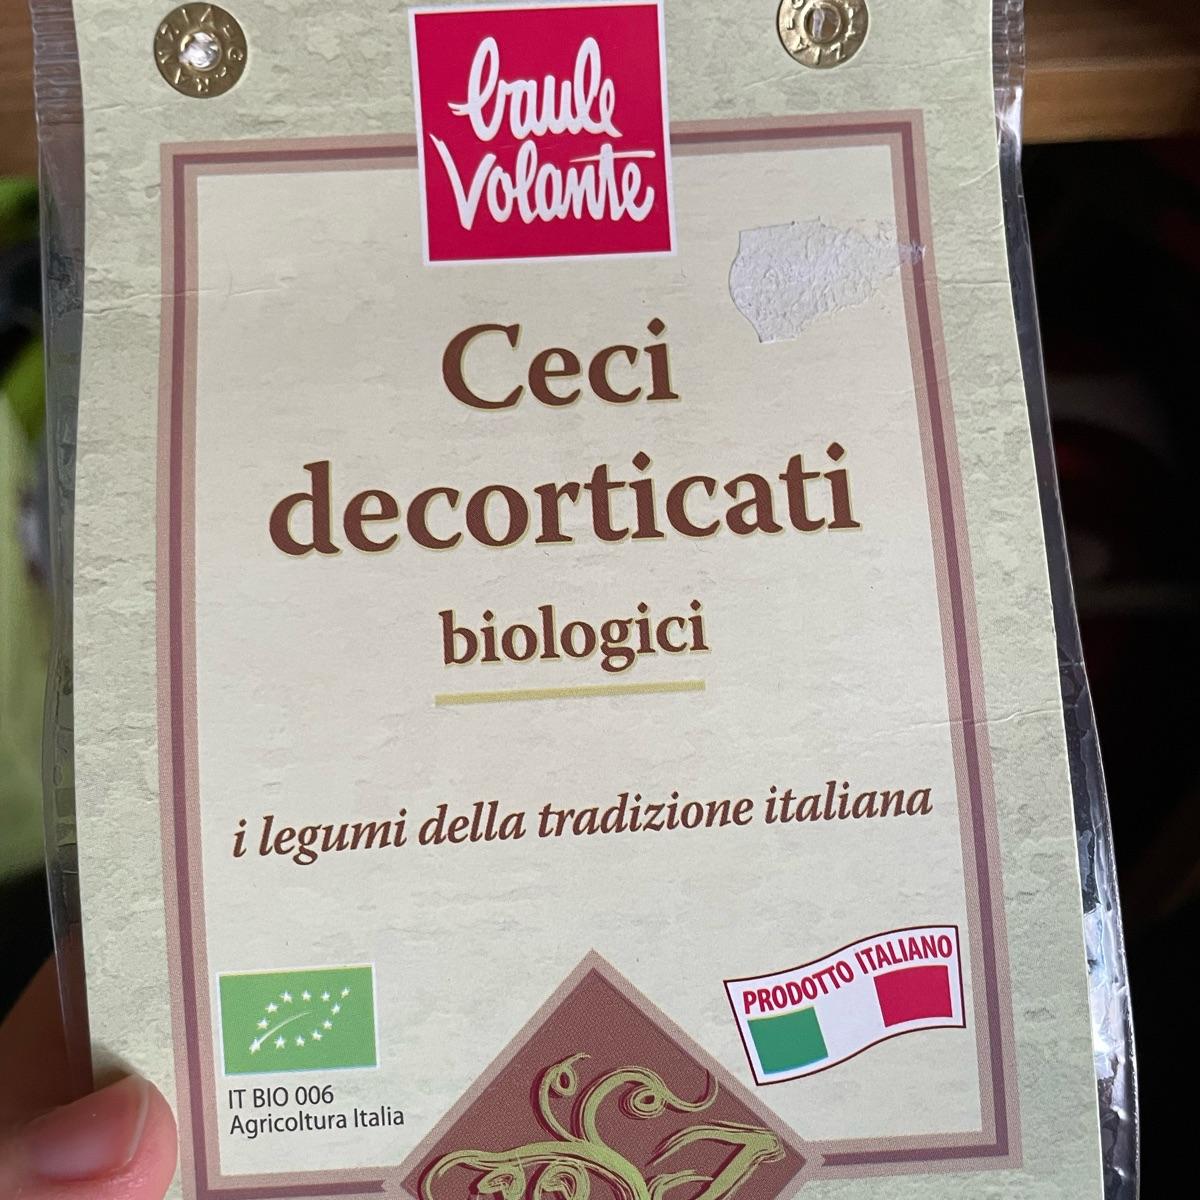 baule
volante
Ceci
decorticati
biologici
i legumi della tradizione italiana
PRODOTTO ITALIANO
IT BIO 006
Agricoltura Italia